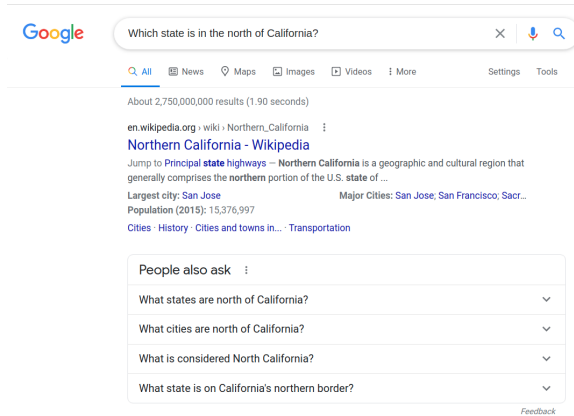 Google
Which state is in the north of California?
All News Maps Images Videos More Settings Tools
About 2,750,000,000 results (1.90 seconds)
en.wikipedia.org › wiki › Northern_California
Northern California - Wikipedia
Jump to Principal state highways — Northern California is a geographic and cultural region that
generally comprises the northern portion of the U.S. state of ...
Largest city: San Jose Major Cities: San Jose; San Francisco; Sacr...
Population (2015): 15,376,997
Cities · History · Cities and towns in... · Transportation
People also ask
What states are north of California?
What cities are north of California?
What is considered North California?
What state is on California's northern border?
Feedback